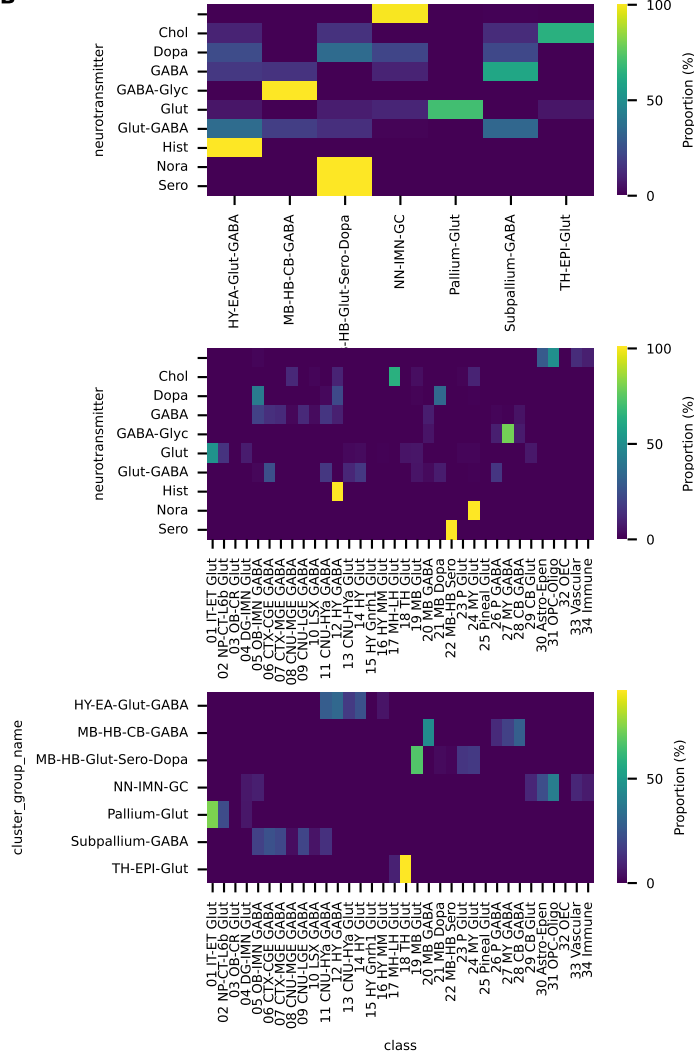 neurotransmitter
Chol
Dopa
GABA
GABA-Glyc
Glut
Glut-GABA
Hist
Nora
Sero
HY-EA-Glut-GABA
MB-HB-CB-GABA
-HB-Glut-Sero-Dopa
NN-IMN-GC
Pallium-Glut
Subpallium-GABA
TH-EPI-Glut
100
50
0
Proportion (%)
neurotransmitter
Chol
Dopa
GABA
GABA-Glyc
Glut
Glut-GABA
Hist
Nora
Sero
01 IT-ET Glut
02 NP-CT-L6b Glut
03 OB-CR Glut
04 DG-IMN Glut
05 OB-IMN GABA
06 CTX-CGE GABA
07 CTX-MGE GABA
08 CNU-MGE GABA
09 CNU-LGE GABA
10 LSX GABA
11 CNU-HYa GABA
12 HY GABA
13 CNU-HYa Glut
14 HY Glut
15 HY Gnrh1 Glut
16 HY MM Glut
17 MH-LH Glut
18 TH Glut
19 MB Glut
20 MB GABA
21 MB Dopa
22 MB-HB Sero
23 P Glut
24 MY Glut
25 Pineal Glut
26 P GABA
27 MY GABA
28 CB GABA
29 CB Glut
30 Astro-Epen
31 OPC-Oligo
32 OEC
33 Vascular
34 Immune
100
50
0
Proportion (%)
cluster_group_name
HY-EA-Glut-GABA
MB-HB-CB-GABA
MB-HB-Glut-Sero-Dopa
NN-IMN-GC
Pallium-Glut
Subpallium-GABA
TH-EPI-Glut
01 IT-ET Glut
02 NP-CT-L6b Glut
03 OB-CR Glut
04 DG-IMN Glut
05 OB-IMN GABA
06 CTX-CGE GABA
07 CTX-MGE GABA
08 CNU-MGE GABA
09 CNU-LGE GABA
10 LSX GABA
11 CNU-HYa GABA
12 HY GABA
13 CNU-HYa Glut
14 HY Glut
15 HY Gnrh1 Glut
16 HY MM Glut
17 MH-LH Glut
18 TH Glut
19 MB Glut
20 MB GABA
21 MB Dopa
22 MB-HB Sero
23 P Glut
24 MY Glut
25 Pineal Glut
26 P GABA
27 MY GABA
28 CB GABA
29 CB Glut
30 Astro-Epen
31 OPC-Oligo
32 OEC
33 Vascular
34 Immune
class
50
0
Proportion (%)